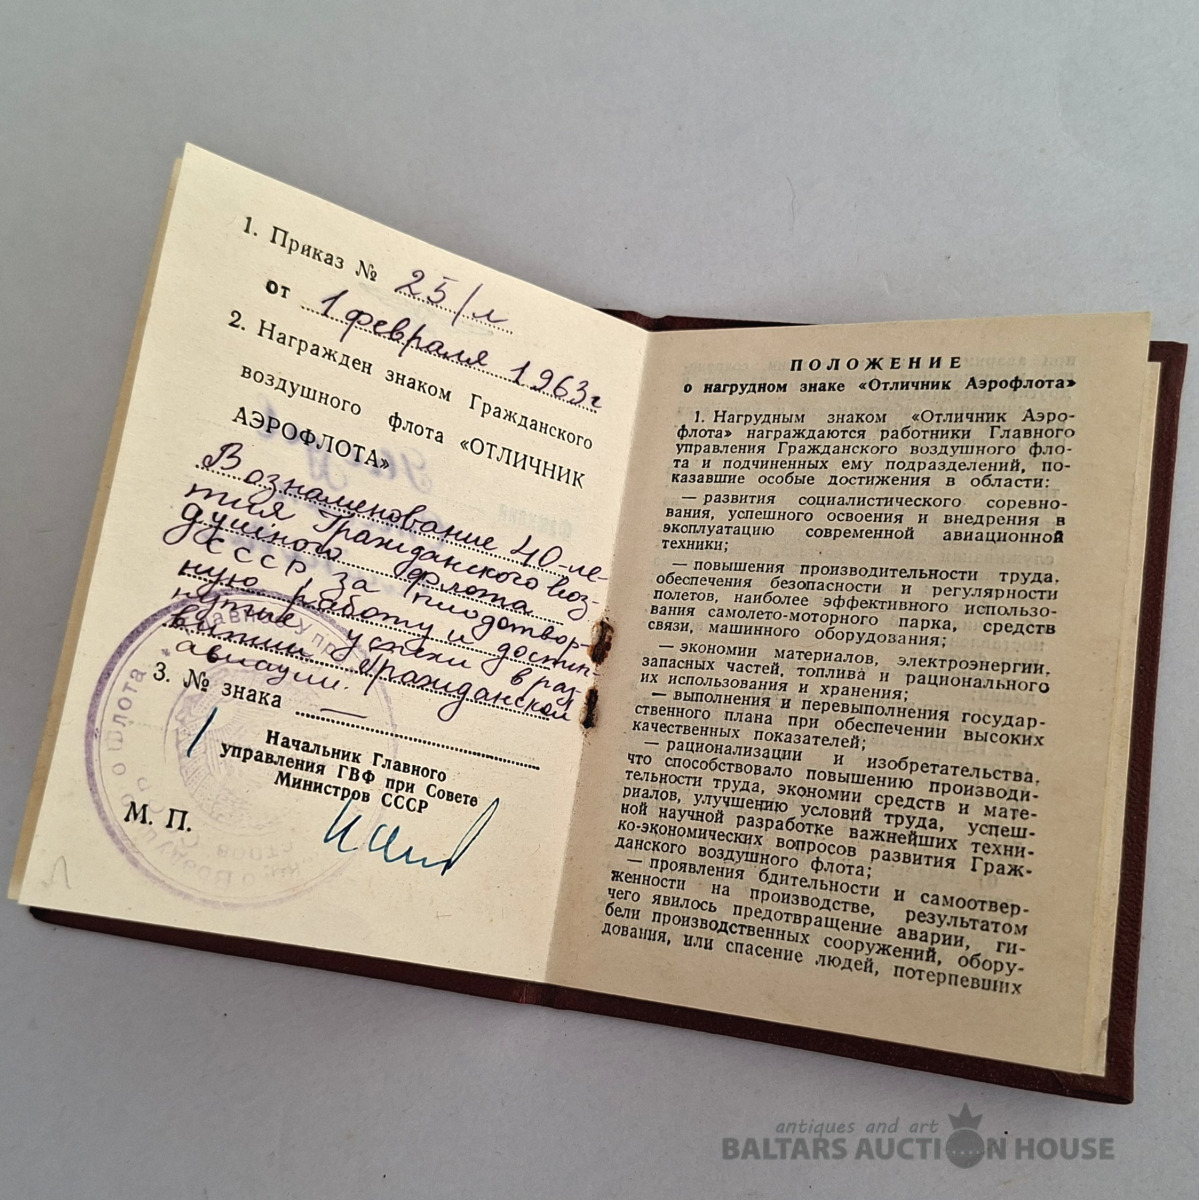 1. Приказ № 25/л
от 1 февраля 1963г
2. Награжден знаком Гражданского
воздушного флота «ОТЛИЧНИК
АЭРОФЛОТА»
В ознаменование 40-ле-
тия Гражданского воз-
душного флота
СССР за плодотвор-
ную работу и достиг-
нутые успехи в раз-
витии Гражданской
авиации.
3. № знака —
Начальник Главного
управления ГВФ при Совете
Министров СССР
М. П.
ПОЛОЖЕНИЕ
о нагрудном знаке «Отличник Аэрофлота»
1. Нагрудным знаком «Отличник Аэро-
флота» награждаются работники Главного
управления Гражданского воздушного фло-
та и подчиненных ему подразделений, по-
казавшие особые достижения в области:
— развития социалистического соревно-
вания, успешного освоения и внедрения в
эксплуатацию современной авиационной
техники;
— повышения производительности труда,
обеспечения безопасности и регулярности
полетов, наиболее эффективного использо-
вания самолето-моторного парка, средств
связи, машинного оборудования;
— экономии материалов, электроэнергии,
запасных частей, топлива и рационального
их использования и хранения;
— выполнения и перевыполнения государ-
ственного плана при обеспечении высоких
качественных показателей;
— рационализации и изобретательства,
что способствовало повышению производи-
тельности труда, экономии средств и мате-
риалов, улучшению условий труда, успеш-
ной научной разработке важнейших техни-
ко-экономических вопросов развития Граж-
данского воздушного флота;
— проявления бдительности и самоотвер-
женности на производстве, результатом
чего явилось предотвращение аварии, ги-
бели производственных сооружений, обору-
дования, или спасение людей, потерпевших
antiques and art
BALTARS AUCTION HOUSE